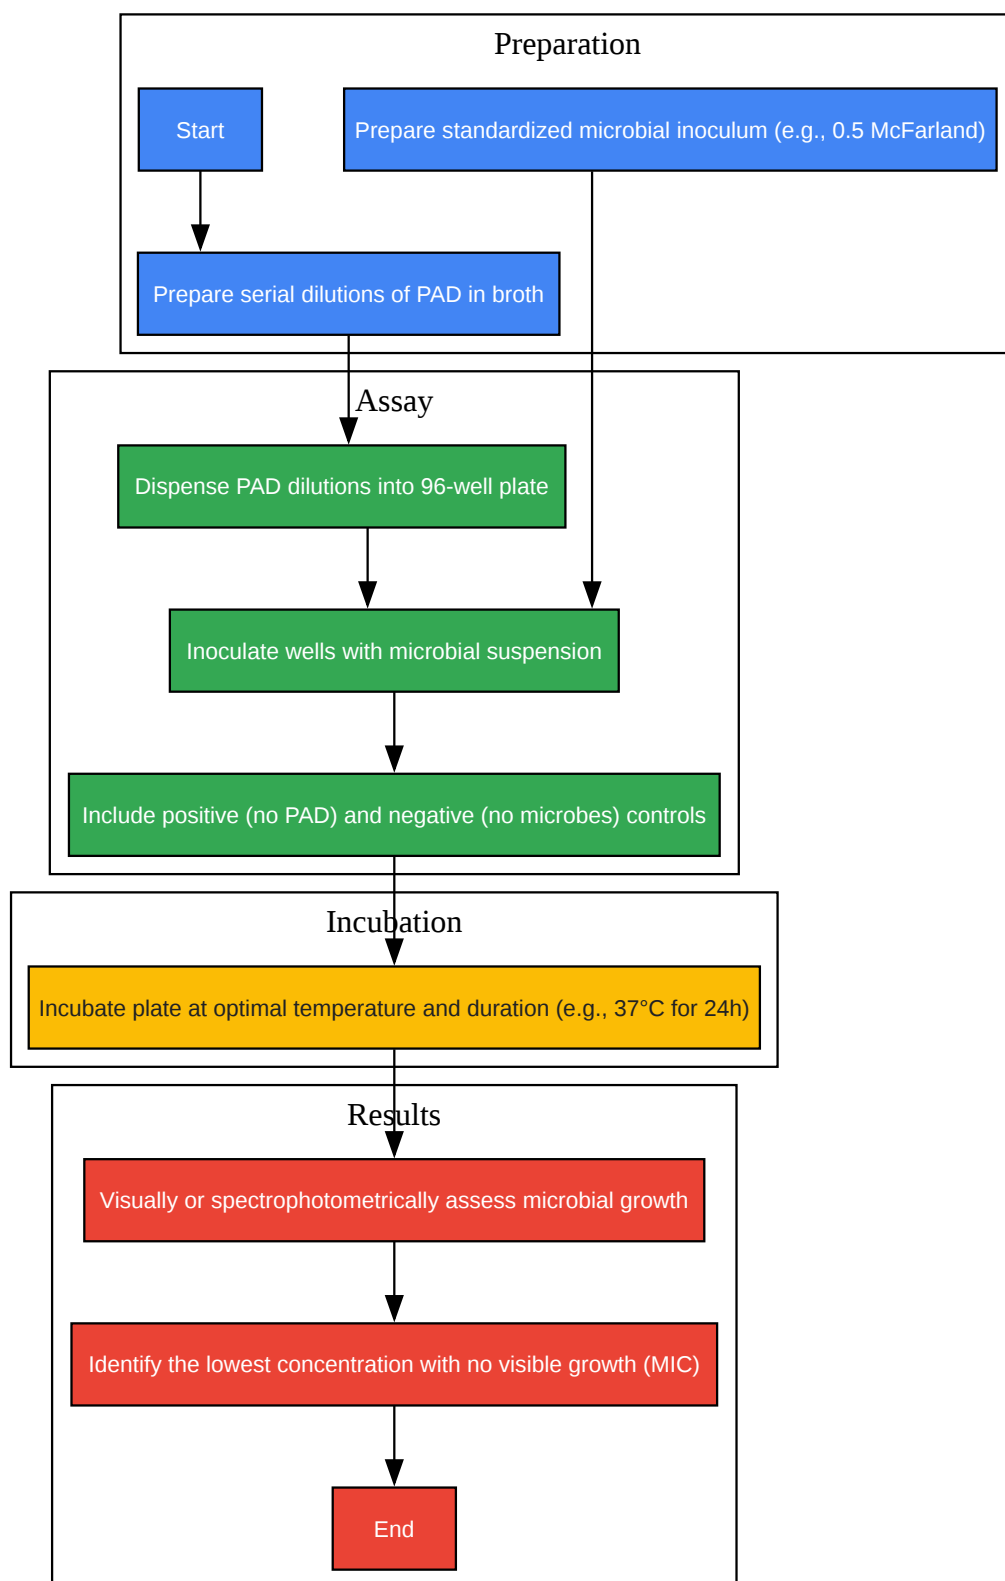 Preparation
Start
Prepare standardized microbial inoculum (e.g., 0.5 McFarland)
Prepare serial dilutions of PAD in broth
Assay
Dispense PAD dilutions into 96-well plate
Inoculate wells with microbial suspension
Include positive (no PAD) and negative (no microbes) controls
Incubation
Incubate plate at optimal temperature and duration (e.g., 37°C for 24h)
Results
Visually or spectrophotometrically assess microbial growth
Identify the lowest concentration with no visible growth (MIC)
End